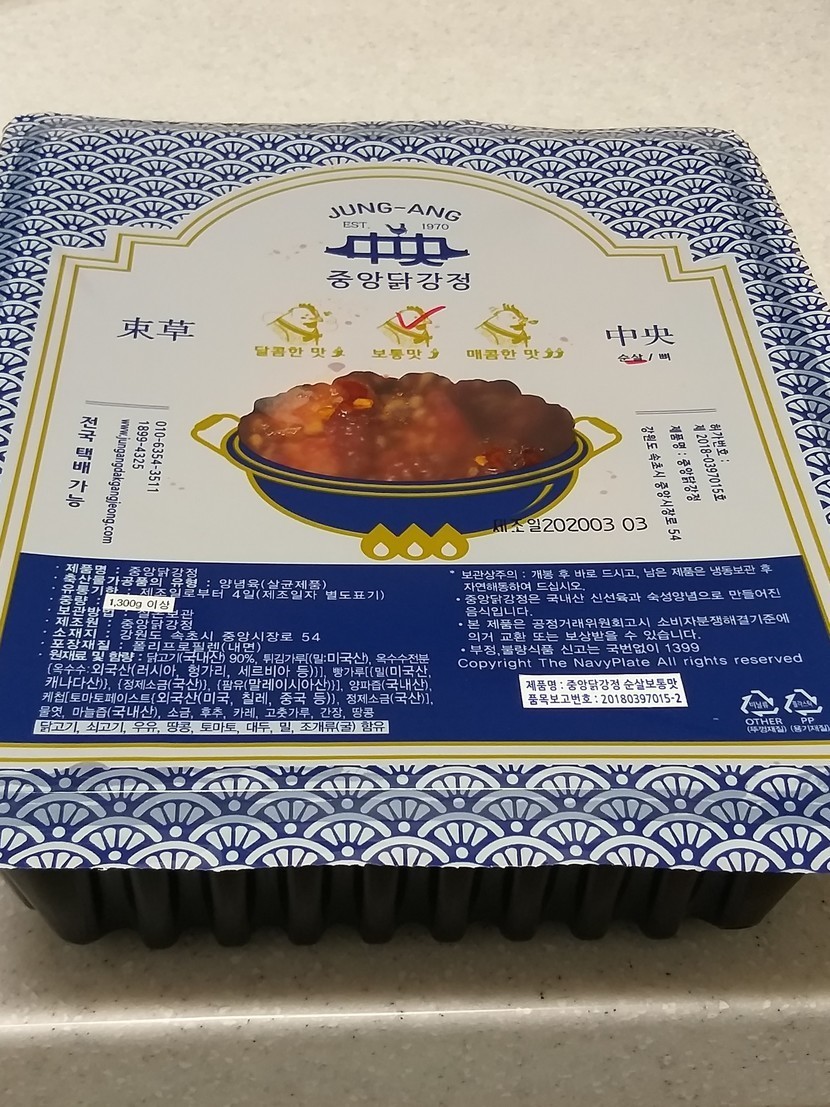 JUNG-ANG
EST. 1970
中央
중앙닭강정
束草
달콤한 맛
보통맛
매콤한 맛
中央
순살 / 뼈
전국 택배 가능
www.jungangdakgangjeong.com
1899-4325
010-6354-3511
허가번호 :
제 2018-0397015호
제품명 : 중앙닭강정
강원도 속초시 중앙시장로 54
제조일202003 03
· 제품명 : 중앙닭강정
· 축산물가공품의 유형 : 양념육(살균제품)
· 유통기한 : 제조일로부터 4일(제조일자 별도표기)
· 중량 : 1,300g 이상
· 보관방법
· 제조원 : 중앙닭강정
· 소재지 : 강원도 속초시 중앙시장로 54
· 포장재질 : 폴리프로필렌(내면)
· 원재료 및 함량 : 닭고기(국내산) 90%, 튀김가루[(밀:미국산), 옥수수전분
{옥수수:외국산(러시아, 헝가리, 세르비아 등)}], 빵가루[{밀(미국산,
캐나다산)}, {정제소금(국산)}, {팜유(말레이시아산)}], 양파즙(국내산),
케첩[토마토페이스트{외국산(미국, 칠레, 중국 등)}, 정제소금(국산)],
물엿, 마늘즙(국내산), 소금, 후추, 카레, 고춧가루, 간장, 땅콩
닭고기, 쇠고기, 우유, 땅콩, 토마토, 대두, 밀, 조개류(굴) 함유
* 보관상주의 : 개봉 후 바로 드시고, 남은 제품은 냉동보관 후
자연해동하여 드십시오.
• 중앙닭강정은 국내산 신선육과 숙성양념으로 만들어진
음식입니다.
• 본 제품은 공정거래위원회고시 소비자분쟁해결기준에
의거 교환 또는 보상받을 수 있습니다.
• 부정,불량식품 신고는 국번없이 1399
Copyright The NavyPlate All rights reserved
제품명 : 중앙닭강정 순살보통맛
품목보고번호 : 20180397015-2
비닐류
플라스틱
OTHER
PP
(뚜껑재질)
(용기재질)